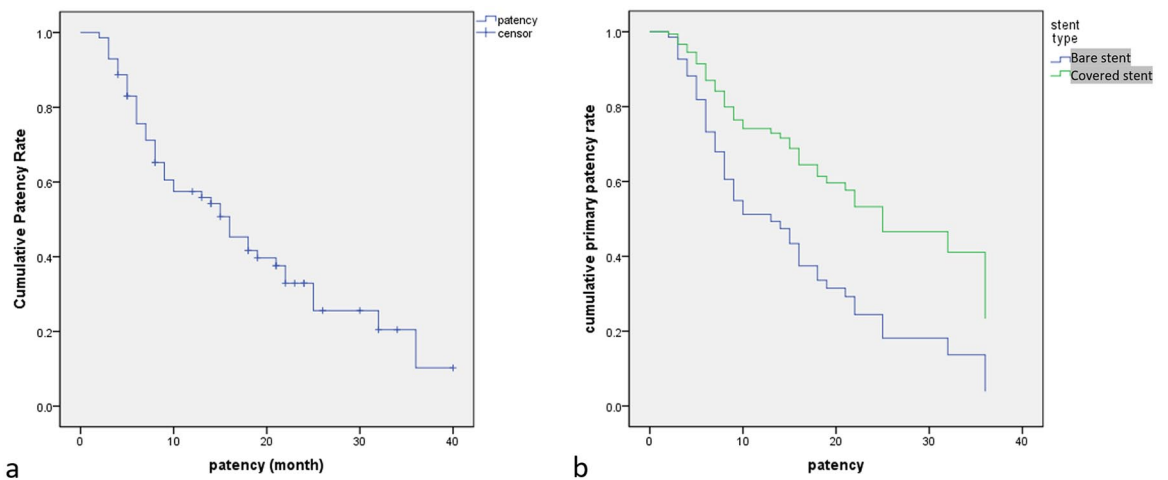 patency
censor
1.0
0.8
0.6
0.4
0.2
0.0
0 10 20 30 40
Cumulative Patency Rate
patency (month)
a
stent
type
Bare stent
Covered stent
1.0
0.8
0.6
0.4
0.2
0.0
0 10 20 30 40
cumulative primary patency rate
patency
b